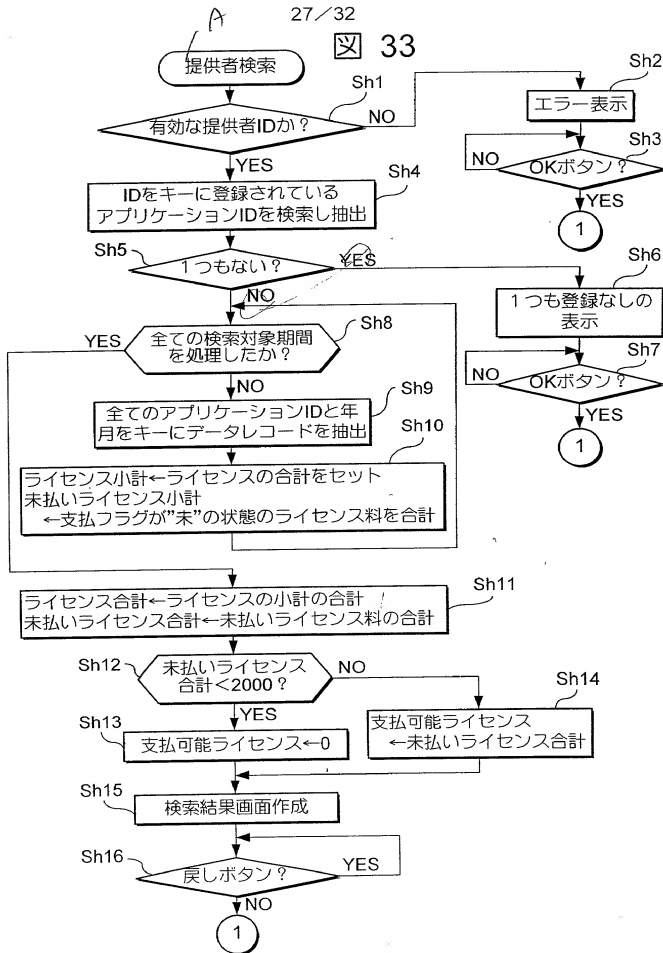 A
27／32
図 33
提供者検索
Sh1
有効な提供者IDか？
NO
YES
Sh2
エラー表示
Sh3
OKボタン？
NO
YES
1
Sh4
IDをキーに登録されている
アプリケーションIDを検索し抽出
Sh5
1つもない？
YES
NO
Sh6
1つも登録なしの
表示
Sh7
OKボタン？
NO
YES
1
Sh8
全ての検索対象期間
を処理したか？
YES
NO
Sh9
全てのアプリケーションIDと年
月をキーにデータレコードを抽出
Sh10
ライセンス小計←ライセンスの合計をセット
未払いライセンス小計
←支払フラグが”未”の状態のライセンス料を合計
Sh11
ライセンス合計←ライセンスの小計の合計
未払いライセンス合計←未払いライセンス料の合計
Sh12
未払いライセンス
合計<2000？
NO
YES
Sh13
支払可能ライセンス←0
Sh14
支払可能ライセンス
←未払いライセンス合計
Sh15
検索結果画面作成
Sh16
戻しボタン？
YES
NO
1